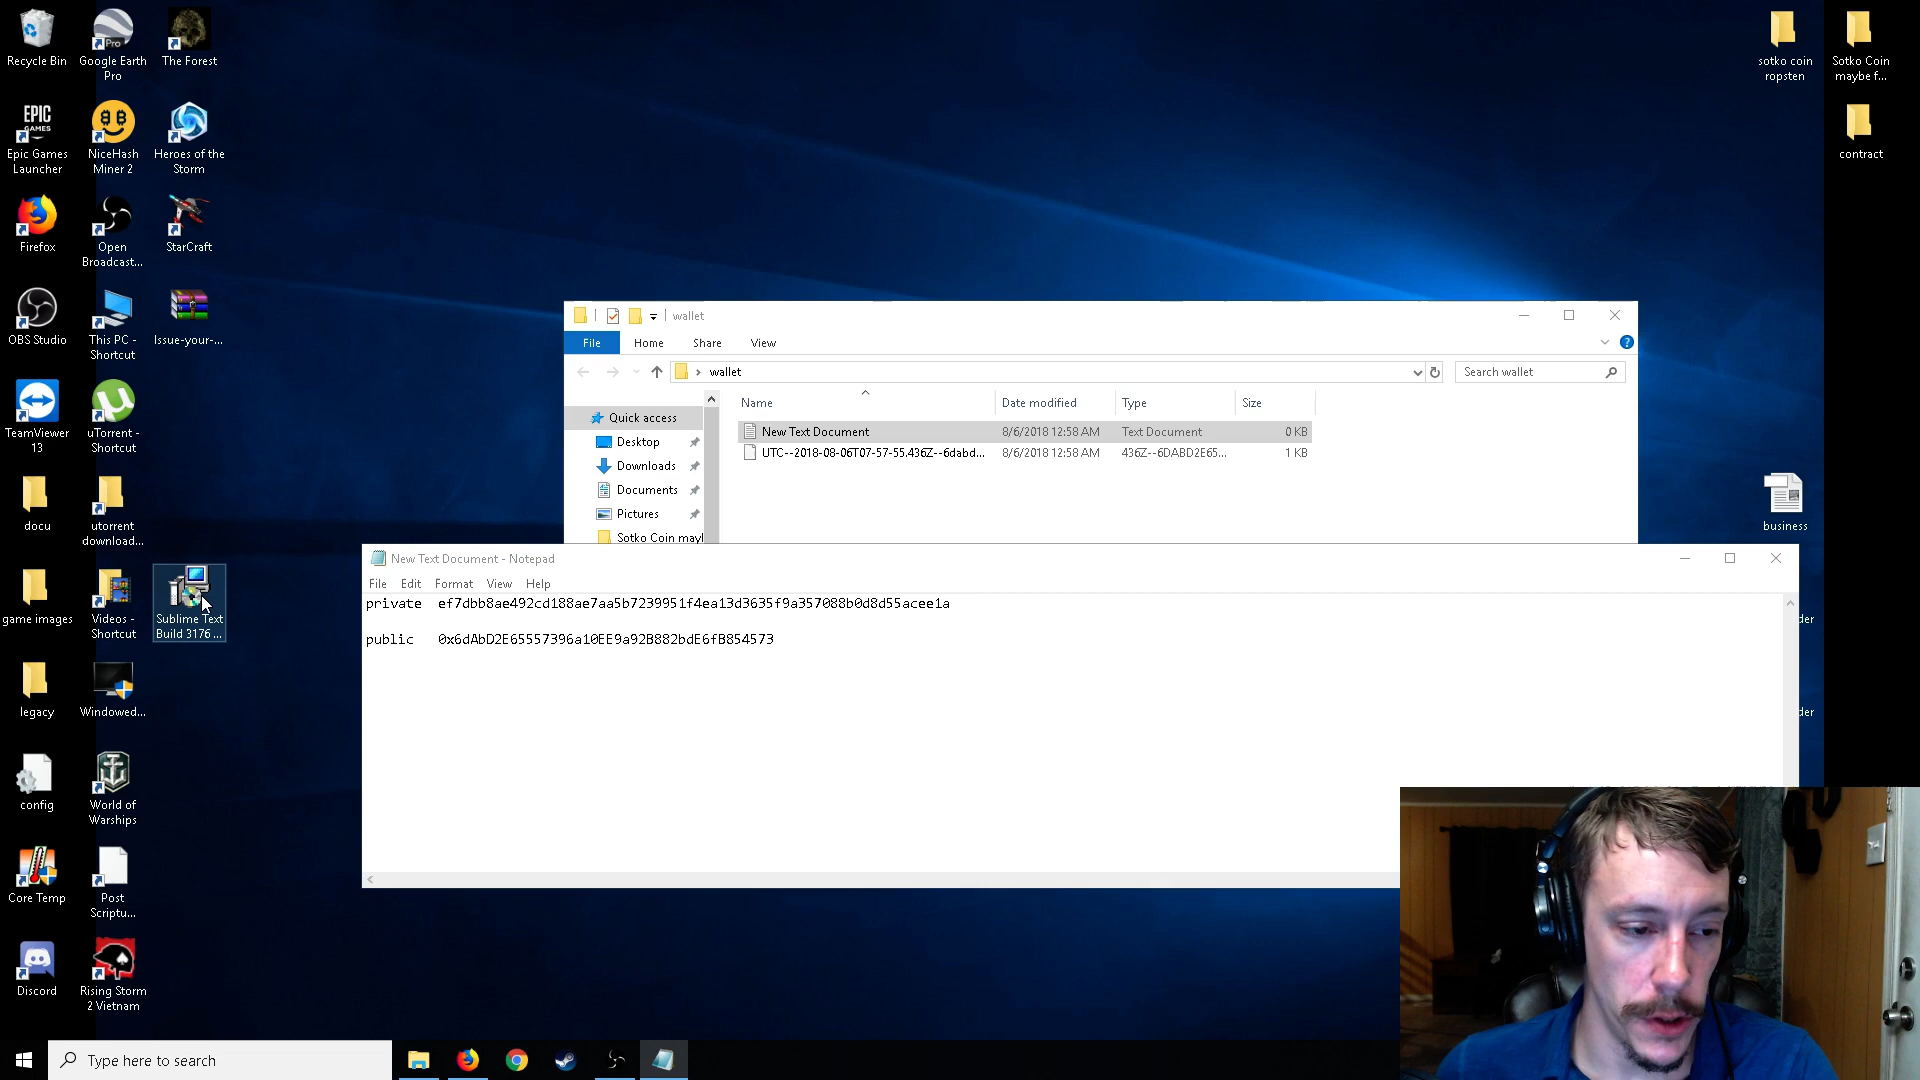 Recycle Bin
Google Earth
Pro
The Forest
Epic Games
Launcher
NiceHash
Miner 2
Heroes of the
Storm
Firefox
Open
Broadcast...
StarCraft
OBS Studio
This PC -
Shortcut
Issue-your-...
TeamViewer
13
uTorrent -
Shortcut
docu
utorrent
download...
game images
Videos -
Shortcut
Sublime Text
Build 3176 ...
legacy
Windowed...
config
World of
Warships
Core Temp
Post
Scriptu...
Discord
Rising Storm
2 Vietnam
sotko coin
ropsten
Sotko Coin
maybe f...
contract
business
der
der
wallet
File Home Share View
wallet
Search wallet
Name Date modified Type Size
Quick access
Desktop
Downloads
Documents
Pictures
Sotko Coin mayl
New Text Document 8/6/2018 12:58 AM Text Document 0 KB
UTC--2018-08-06T07-57-55.436Z--6dabd... 8/6/2018 12:58 AM 436Z--6DABD2E65... 1 KB
New Text Document - Notepad
File Edit Format View Help
private ef7dbb8ae492cd188ae7aa5b7239951f4ea13d3635f9a357088b0d8d55acee1a
public 0x6dAbD2E65557396a10EE9a92B882bdE6fB854573
Type here to search